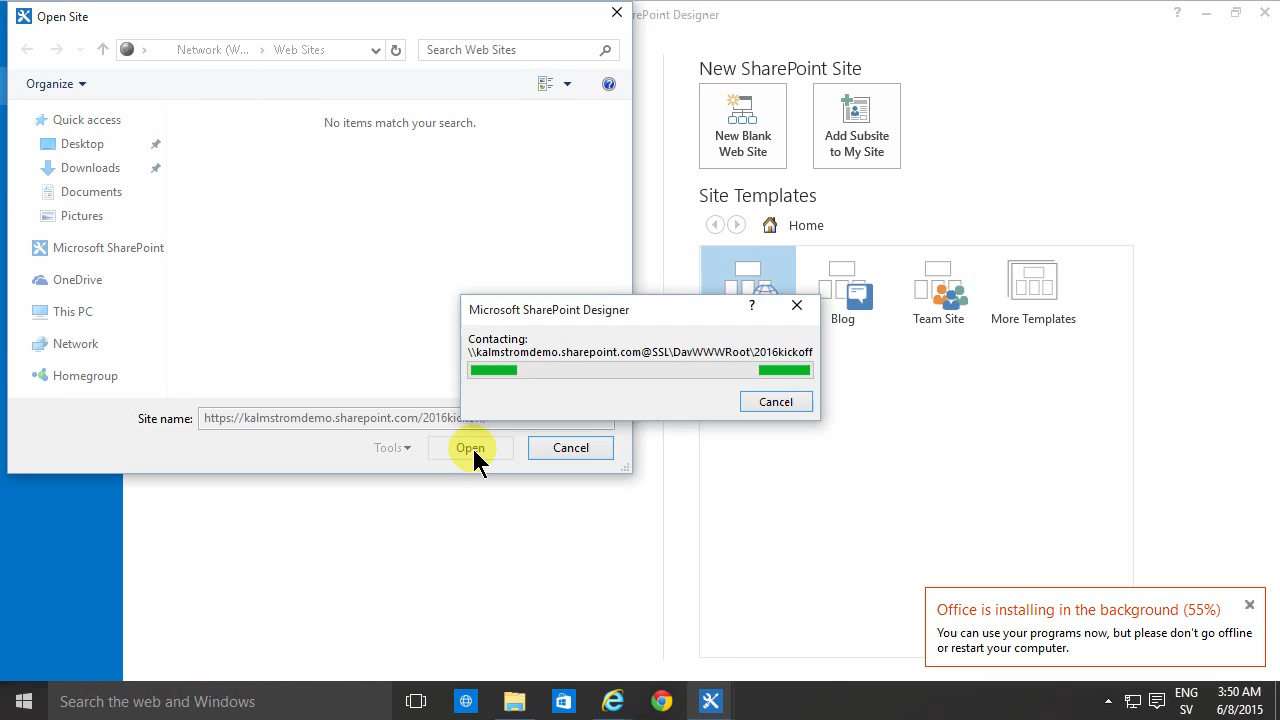 Open Site
ePoint Designer
Network (W...
Web Sites
Search Web Sites
Organize
Quick access
Desktop
Downloads
Documents
Pictures
Microsoft SharePoint
OneDrive
This PC
Network
Homegroup
No items match your search.
Site name:
https://kalmstromdemo.sharepoint.com/2016kickoff/
Tools
Open
Cancel
Microsoft SharePoint Designer
?
Contacting:
\\kalmstromdemo.sharepoint.com@SSL\DavWWWRoot\2016kickoff
Cancel
New SharePoint Site
New Blank
Web Site
Add Subsite
to My Site
Site Templates
Home
Blog
Team Site
More Templates
Office is installing in the background (55%)
You can use your programs now, but please don't go offline
or restart your computer.
Search the web and Windows
ENG
SV
3:50 AM
6/8/2015